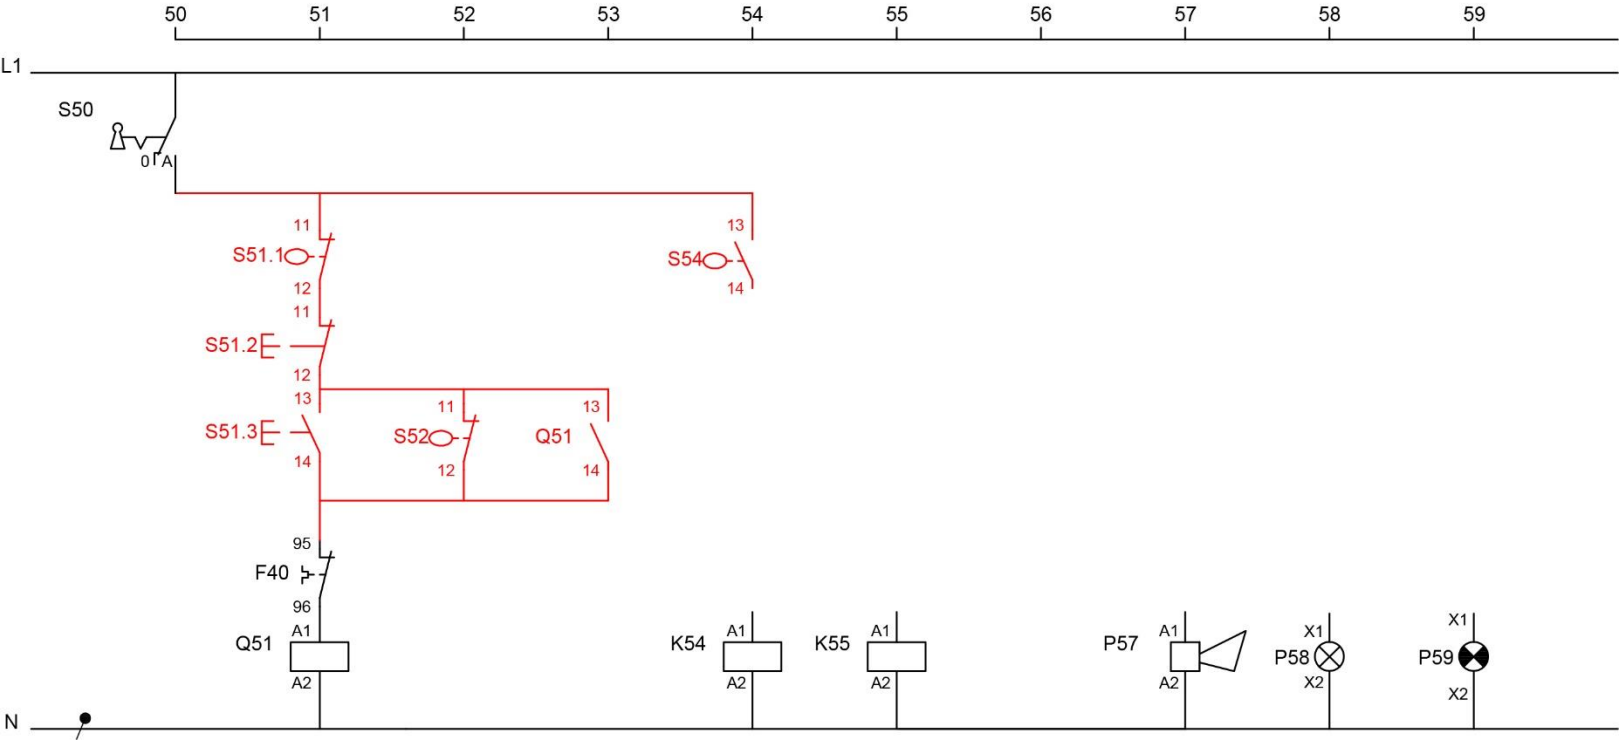 50 51 52 53 54 55 56 57 58 59
L1
S50
0 A
11 13
S51.1 S54
12 14
11
S51.2
12
13 11 13
S51.3 S52 Q51
14 12 14
95
F40
96
A1 A1 A1 A1 X1 X1
Q51 K54 K55 P57 P58 P59
A2 A2 A2 A2 X2 X2
N